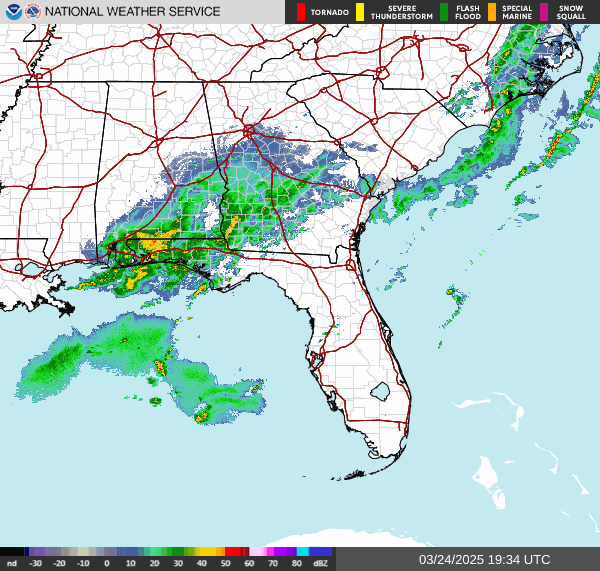 NATIONAL WEATHER SERVICE
TORNADO
SEVERE THUNDERSTORM
FLASH FLOOD
SPECIAL MARINE
SNOW SQUALL
nd -30 -20 -10 0 10 20 30 40 50 60 70 80 dBZ
03/24/2025 19:34 UTC